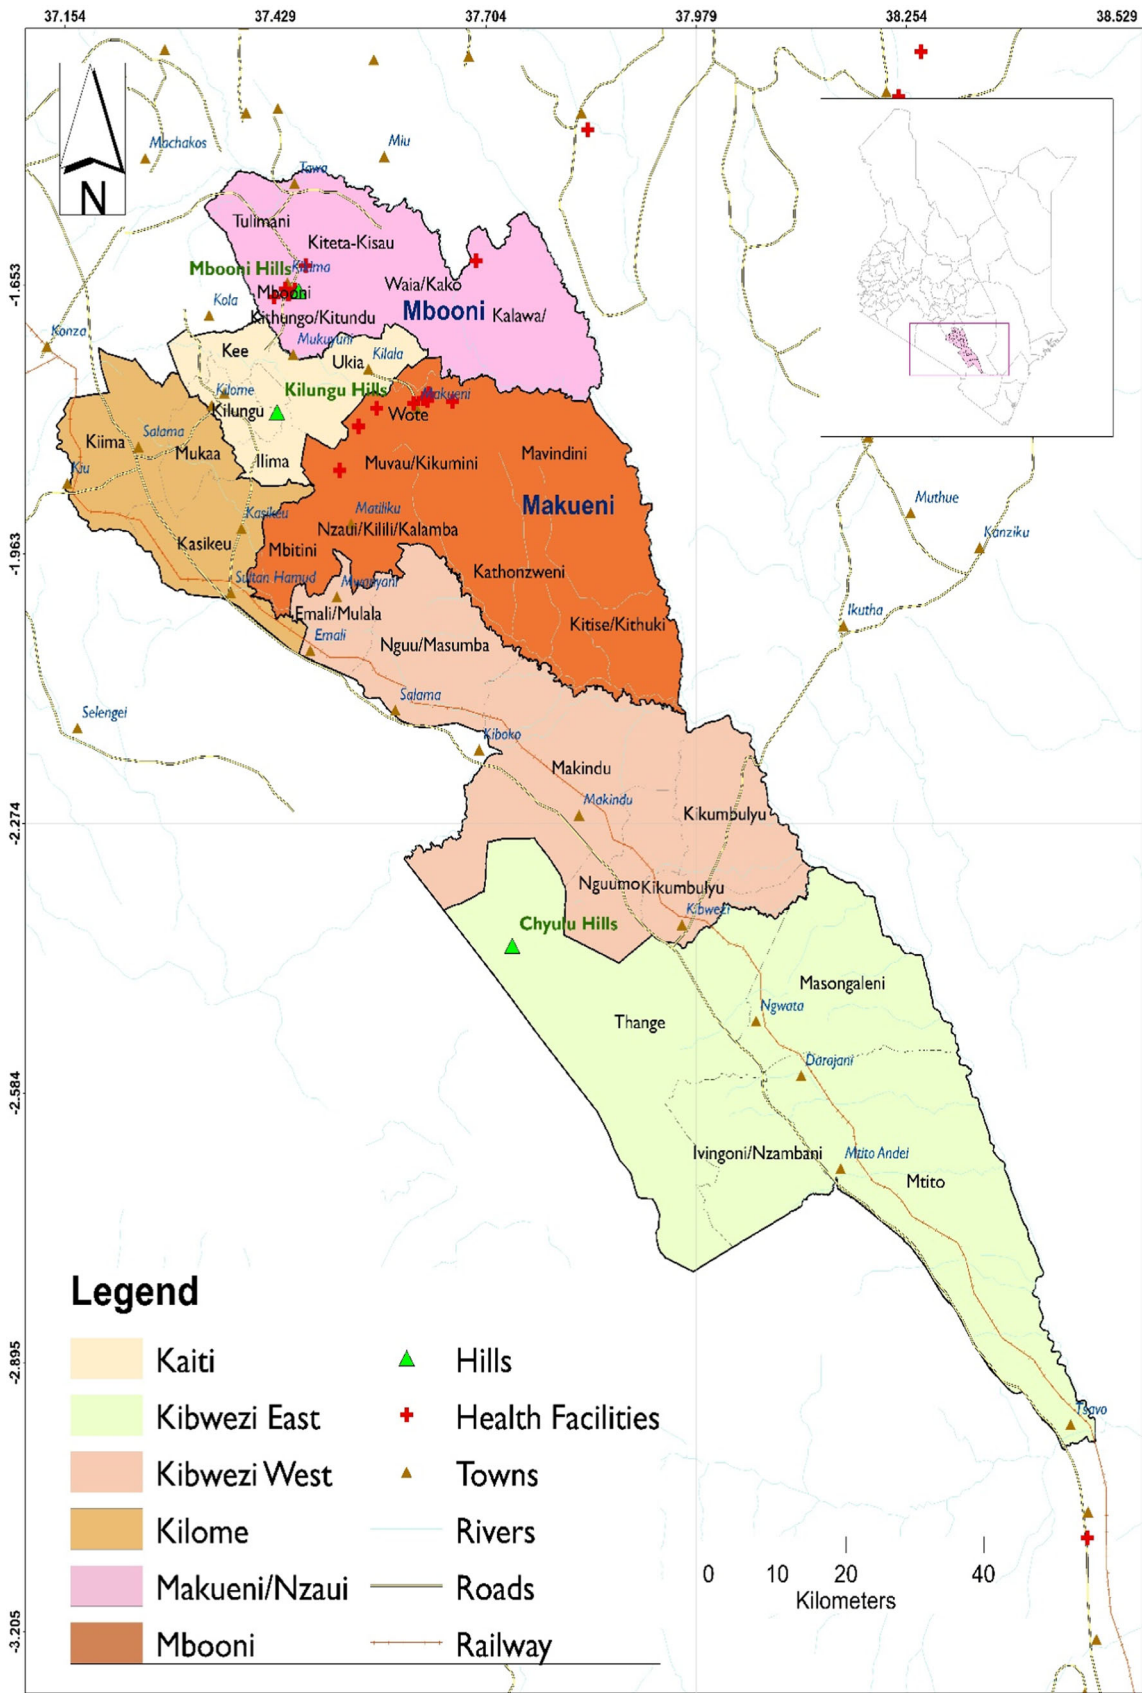 37.154 37.429 37.704 37.979 38.254 38.529
-1.653
-1.963
-2.274
-2.584
-2.895
-3.205
N
Machakos
Miu
Tawa
Tulimani
Kiteta-Kisau
Mbooni Hills
Mbooni
Waia/Kako
Mbooni
Kalawa/
Kola
Kithungo/Kitundu
Konza
Mukuyuni
Kee
Ukia
Kilala
Kilungu Hills
Kilome
Makueni
Kilungu
Wote
Kiima
Salama
Mukaa
Ilima
Muvau/Kikumini
Mavindini
Kiu
Makueni
Muthue
Kasikeu
Matiliku
Nzaui/Kilili/Kalamba
Kanziku
Kasikeu
Mbitini
Kathonzweni
Sultan Hamud
Mwanyani
Emali/Mulala
Kitise/Kithuki
Ikutha
Emali
Nguu/Masumba
Salama
Selengei
Kiboko
Makindu
Makindu
Kikumbulyu
Nguumo
Kikumbulyu
Kibwezi
Chyulu Hills
Masongaleni
Ngwata
Thange
Darajani
Ivingoni/Nzambani
Mtito Andei
Mtito
Tsavo
Legend
Kaiti
Hills
Kibwezi East
Health Facilities
Kibwezi West
Towns
Kilome
Rivers
Makueni/Nzaui
Roads
Mbooni
Railway
0 10 20 40
Kilometers